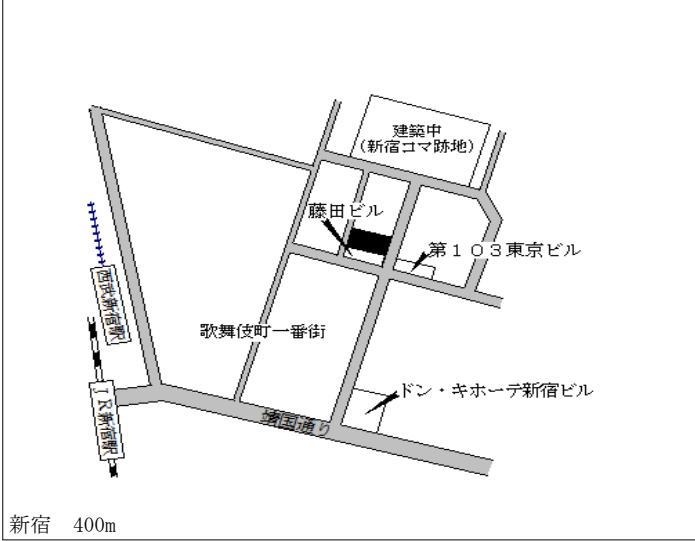 建築中
(新宿コマ跡地)
藤田ビル
第１０３東京ビル
西武新宿駅
歌舞伎町一番街
ＪＲ新宿駅
ドン・キホーテ新宿ビル
靖国通り
新宿　400m